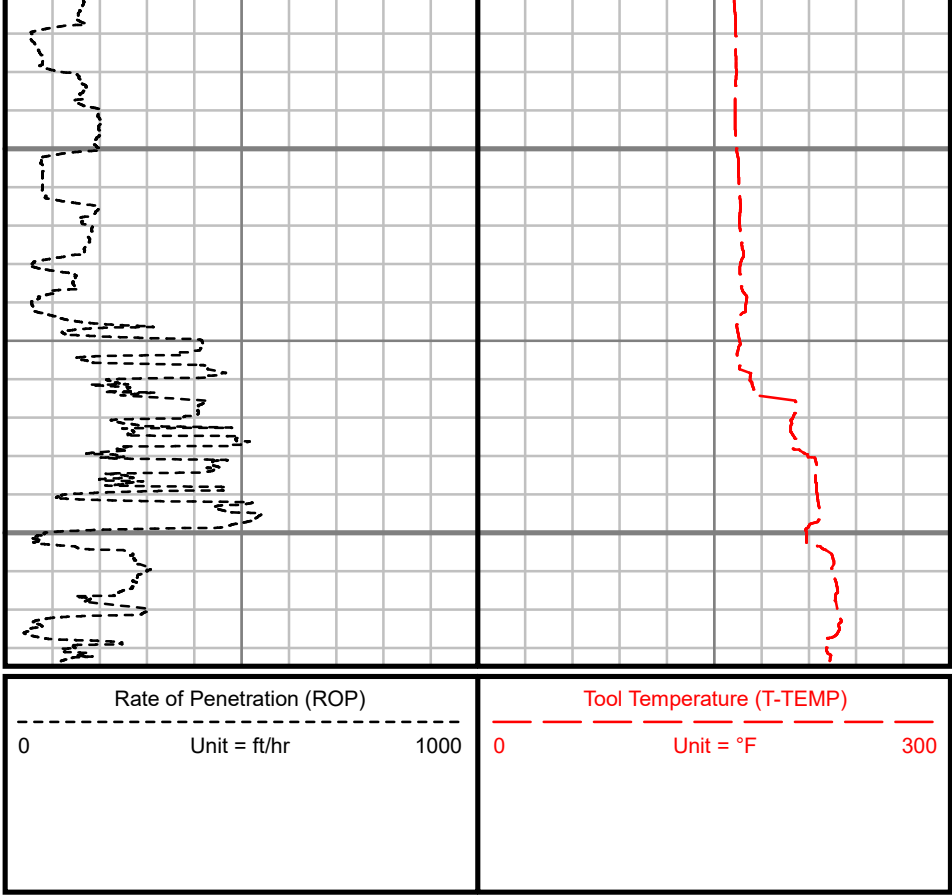 Rate of Penetration (ROP)
0 Unit = ft/hr 1000
Tool Temperature (T-TEMP)
0 Unit = °F 300